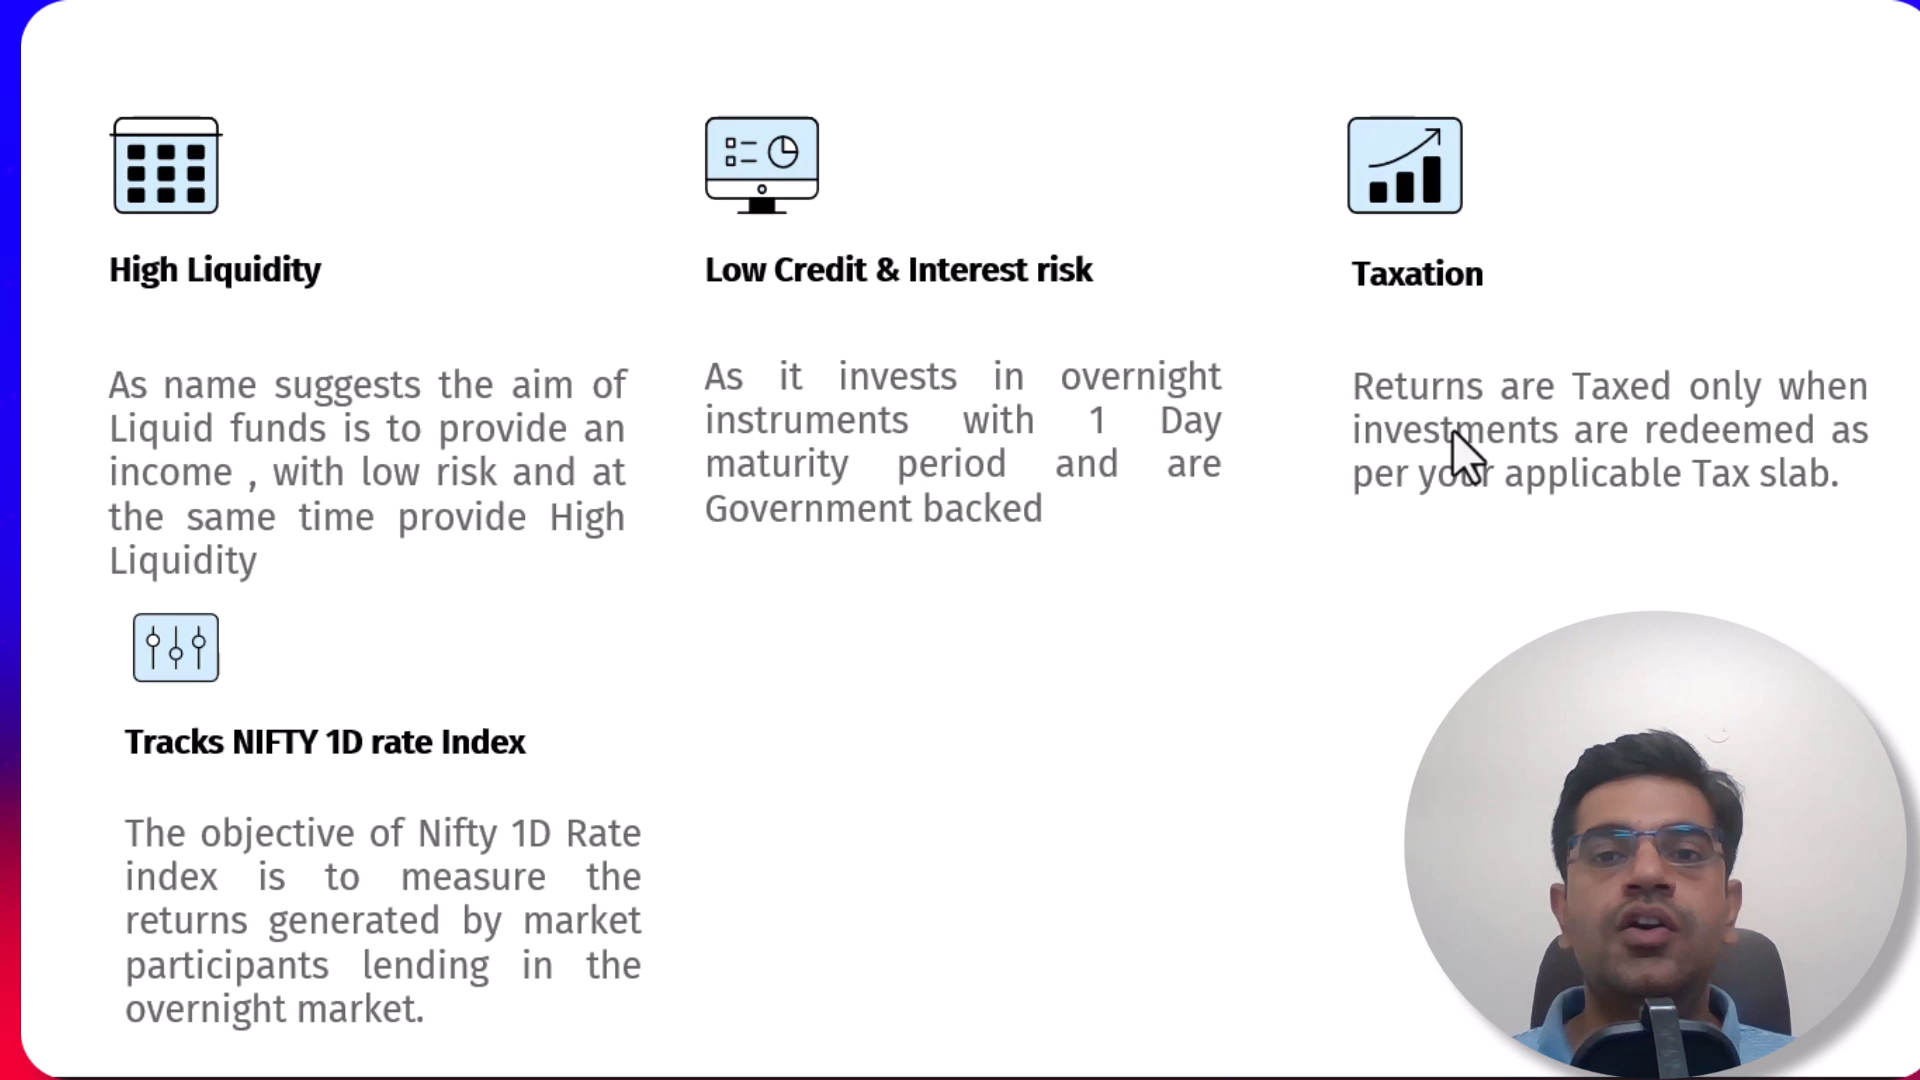 High Liquidity
As name suggests the aim of
Liquid funds is to provide an
income , with low risk and at
the same time provide High
Liquidity
Low Credit & Interest risk
As it invests in overnight
instruments with 1 Day
maturity period and are
Government backed
Taxation
Returns are Taxed only when
investments are redeemed as
per your applicable Tax slab.
Tracks NIFTY 1D rate Index
The objective of Nifty 1D Rate
index is to measure the
returns generated by market
participants lending in the
overnight market.